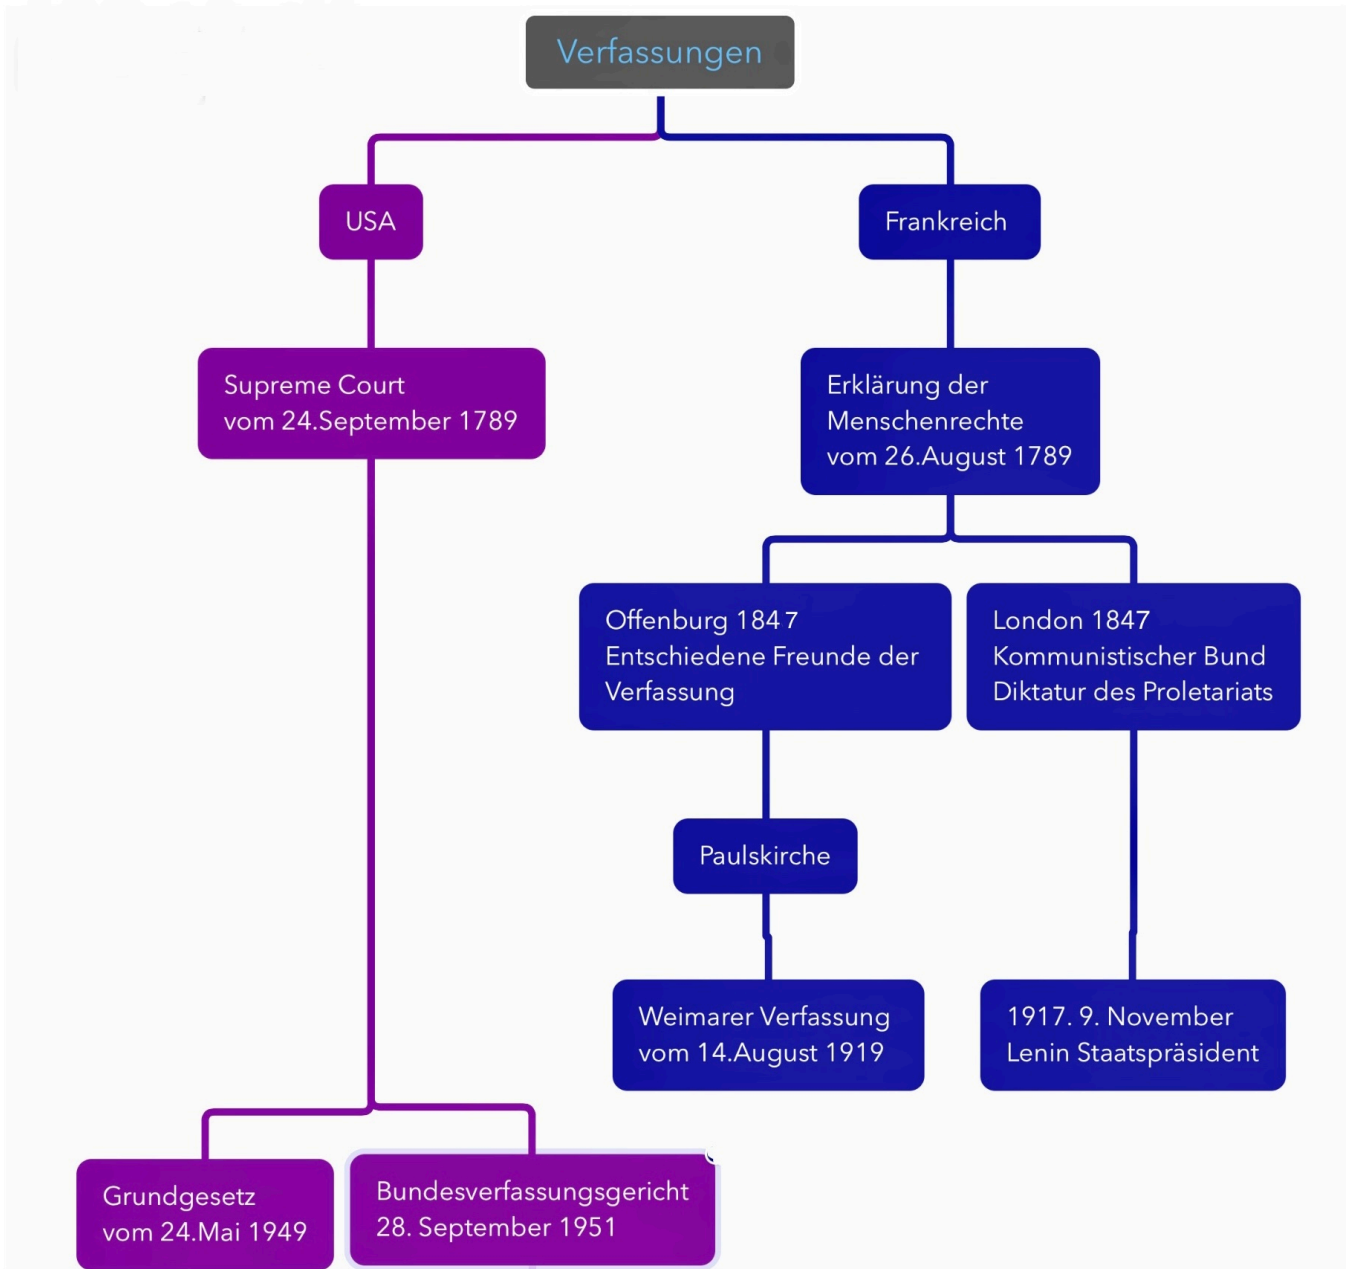 Verfassungen
USA
Frankreich
Supreme Court
vom 24.September 1789
Erklärung der
Menschenrechte
vom 26.August 1789
Offenburg 1847
Entschiedene Freunde der
Verfassung
London 1847
Kommunistischer Bund
Diktatur des Proletariats
Paulskirche
Weimarer Verfassung
vom 14.August 1919
1917. 9. November
Lenin Staatspräsident
Grundgesetz
vom 24.Mai 1949
Bundesverfassungsgericht
28. September 1951